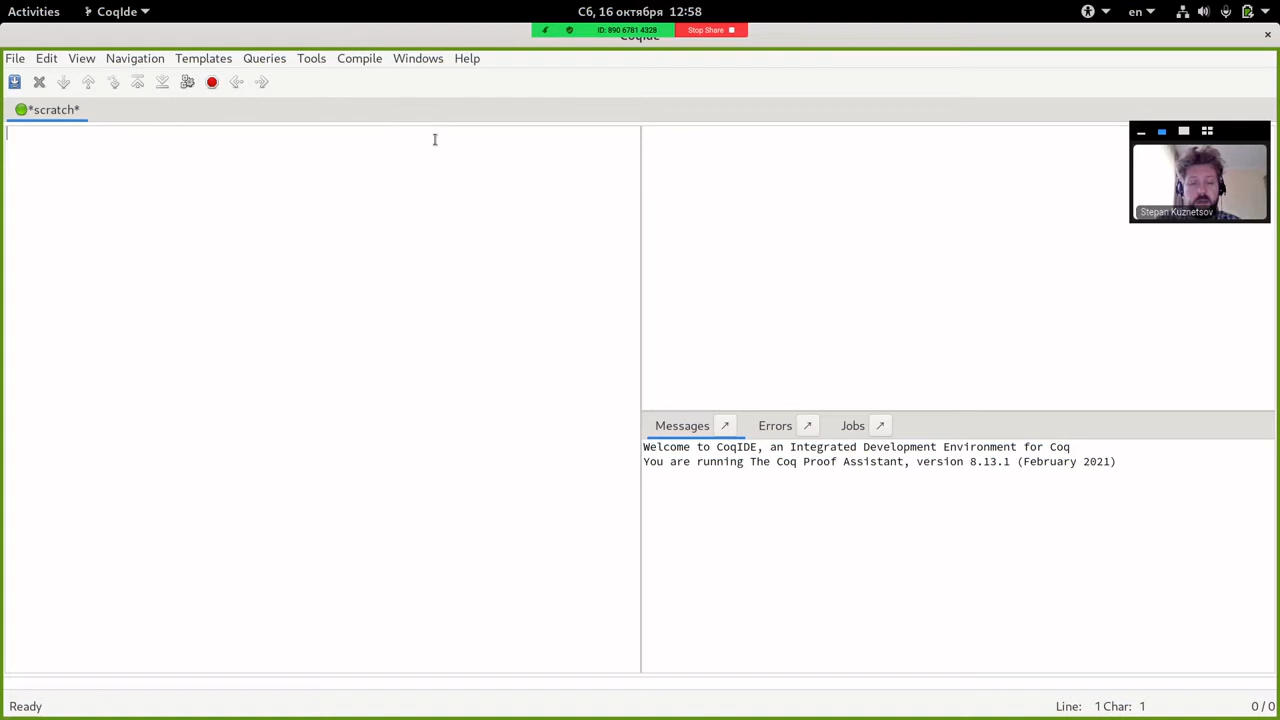 Activities CoqIde Сб, 16 октября 12:58 en
ID: 890 6781 4328 Stop Share
CoqIDE
File Edit View Navigation Templates Queries Tools Compile Windows Help
*scratch*
Stepan Kuznetsov
Messages Errors Jobs
Welcome to CoqIDE, an Integrated Development Environment for Coq
You are running The Coq Proof Assistant, version 8.13.1 (February 2021)
Ready Line: 1 Char: 1 0 / 0